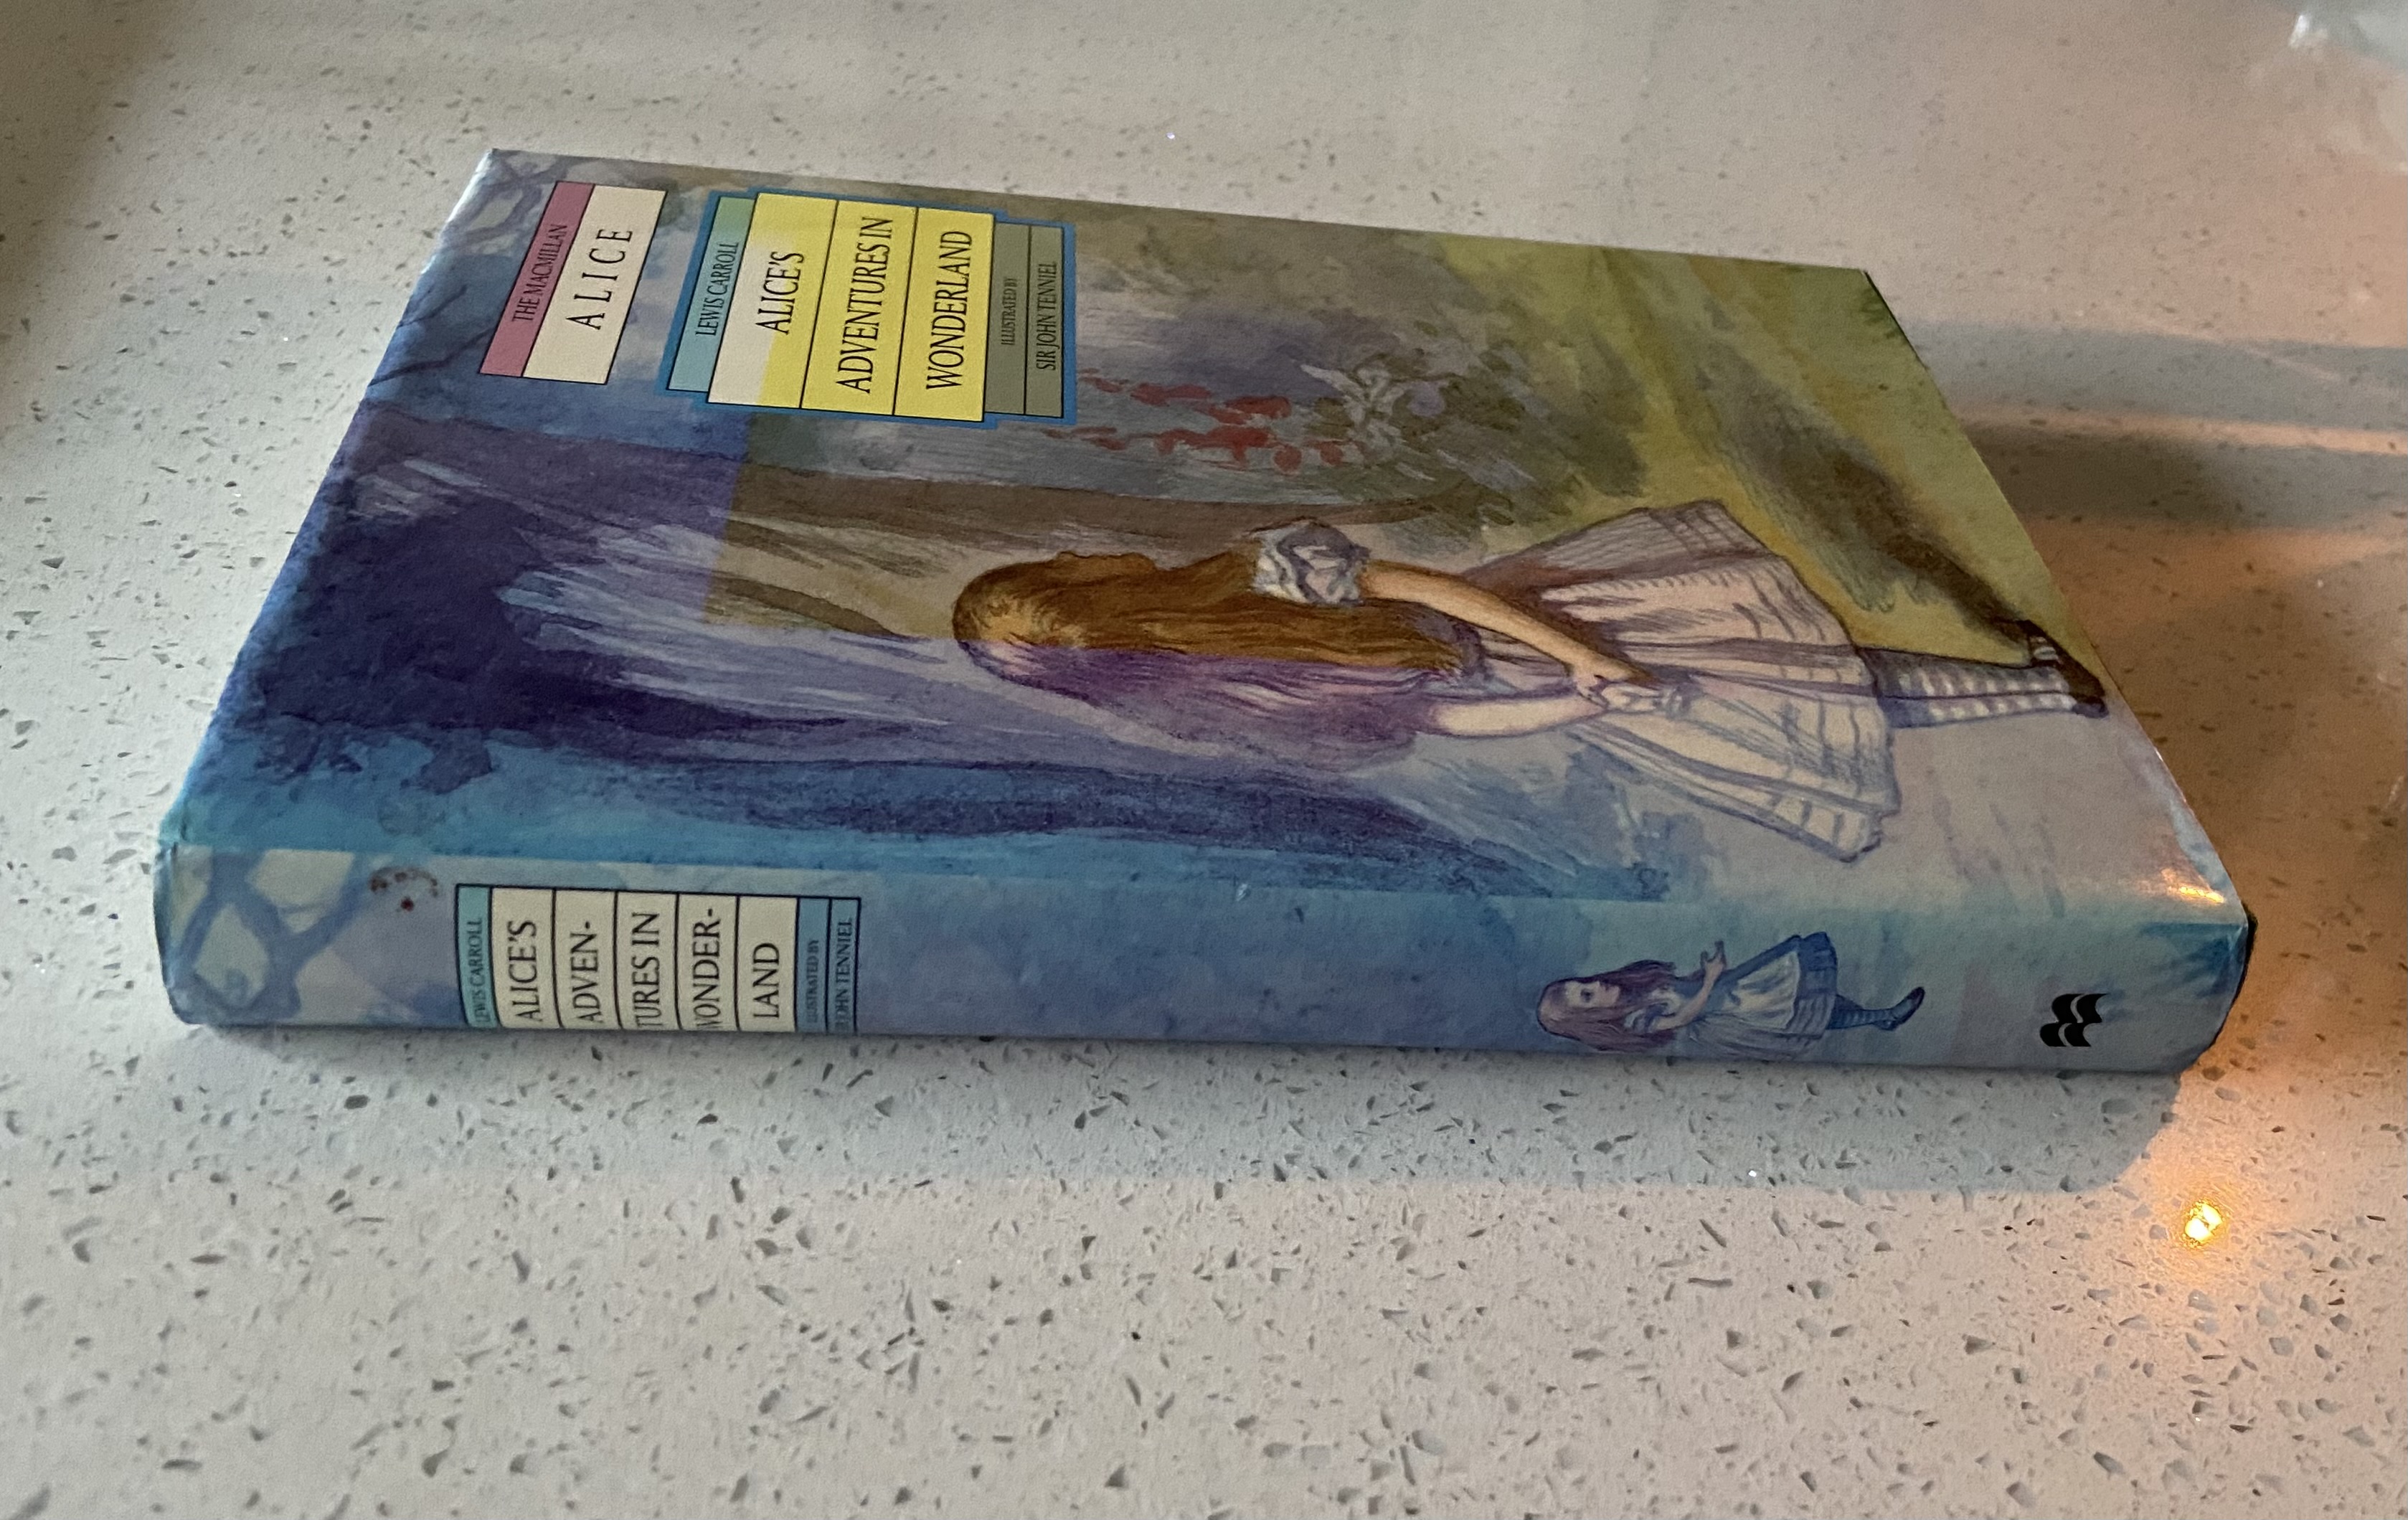 THE MACMILLAN
ALICE
LEWIS CARROLL
ALICE'S
ADVENTURES IN
WONDERLAND
ILLUSTRATED BY
SIR JOHN TENNIEL
LEWIS CARROLL
ALICE'S
ADVEN-
TURES IN
WONDER-
LAND
ILLUSTRATED BY
SIR JOHN TENNIEL